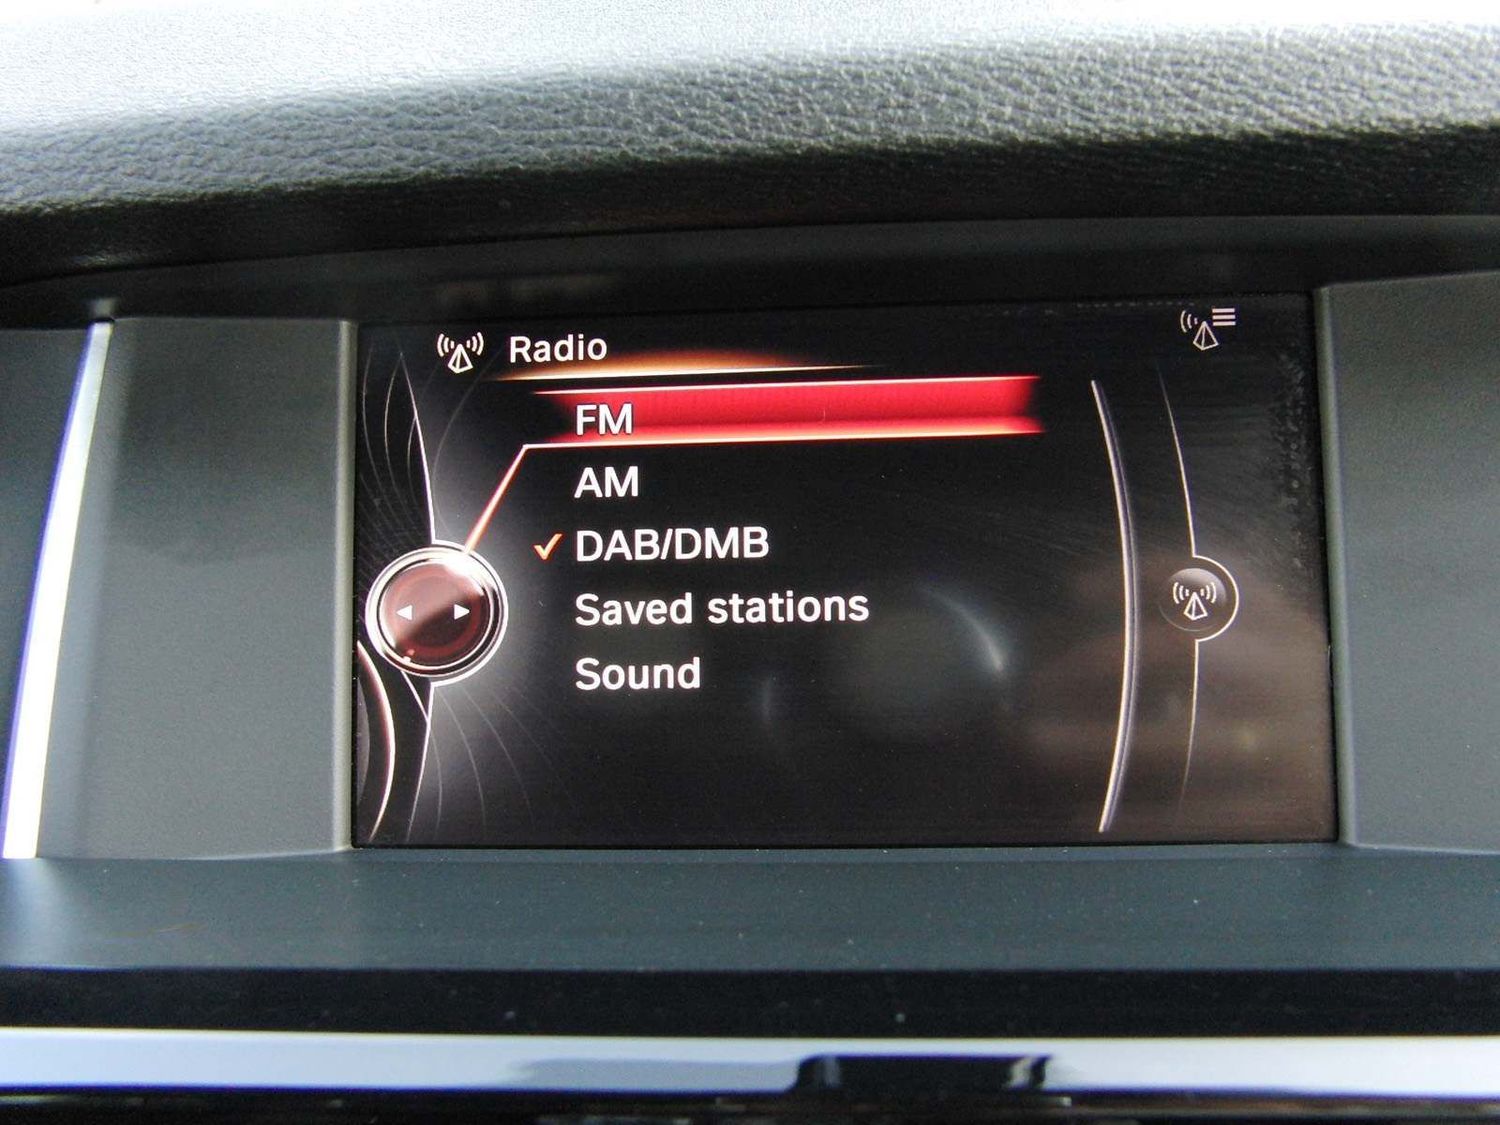 Radio
FM
AM
DAB/DMB
Saved stations
Sound